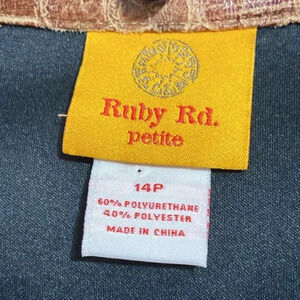 Ruby Rd.
petite
14P
60% POLYURETHANE
40% POLYESTER
MADE IN CHINA